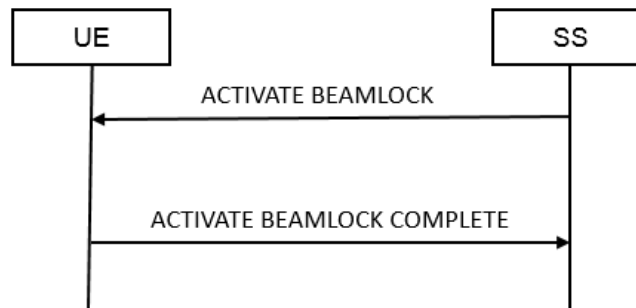 UE
SS
ACTIVATE BEAMLOCK
ACTIVATE BEAMLOCK COMPLETE